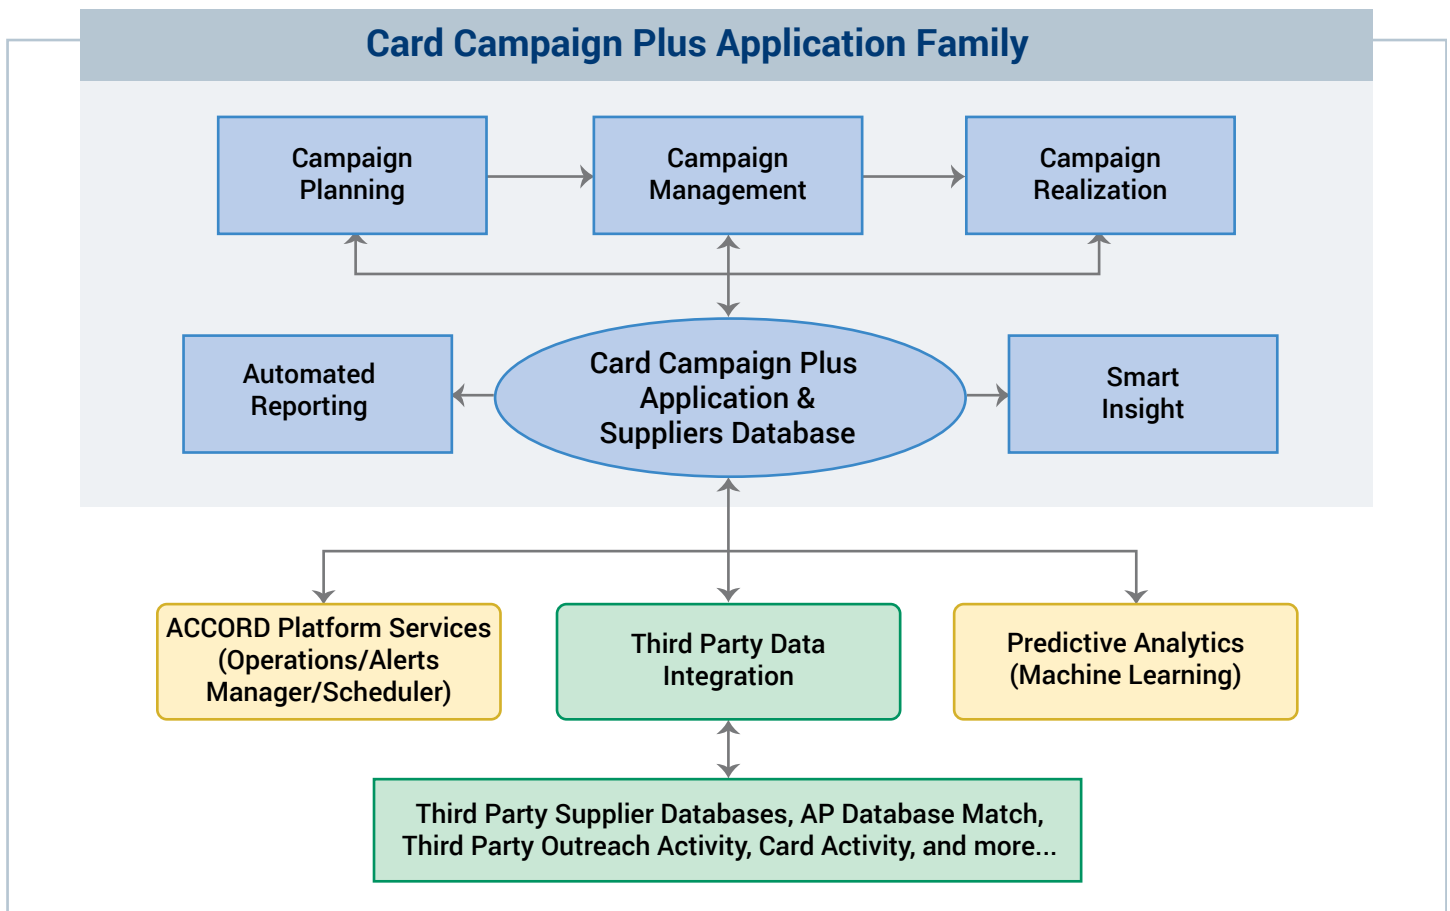 Card Campaign Plus Application Family
Campaign
Planning
Campaign
Management
Campaign
Realization
Automated
Reporting
Card Campaign Plus
Application &
Suppliers Database
Smart
Insight
ACCORD Platform Services
(Operations/Alerts
Manager/Scheduler)
Third Party Data
Integration
Predictive Analytics
(Machine Learning)
Third Party Supplier Databases, AP Database Match,
Third Party Outreach Activity, Card Activity, and more...